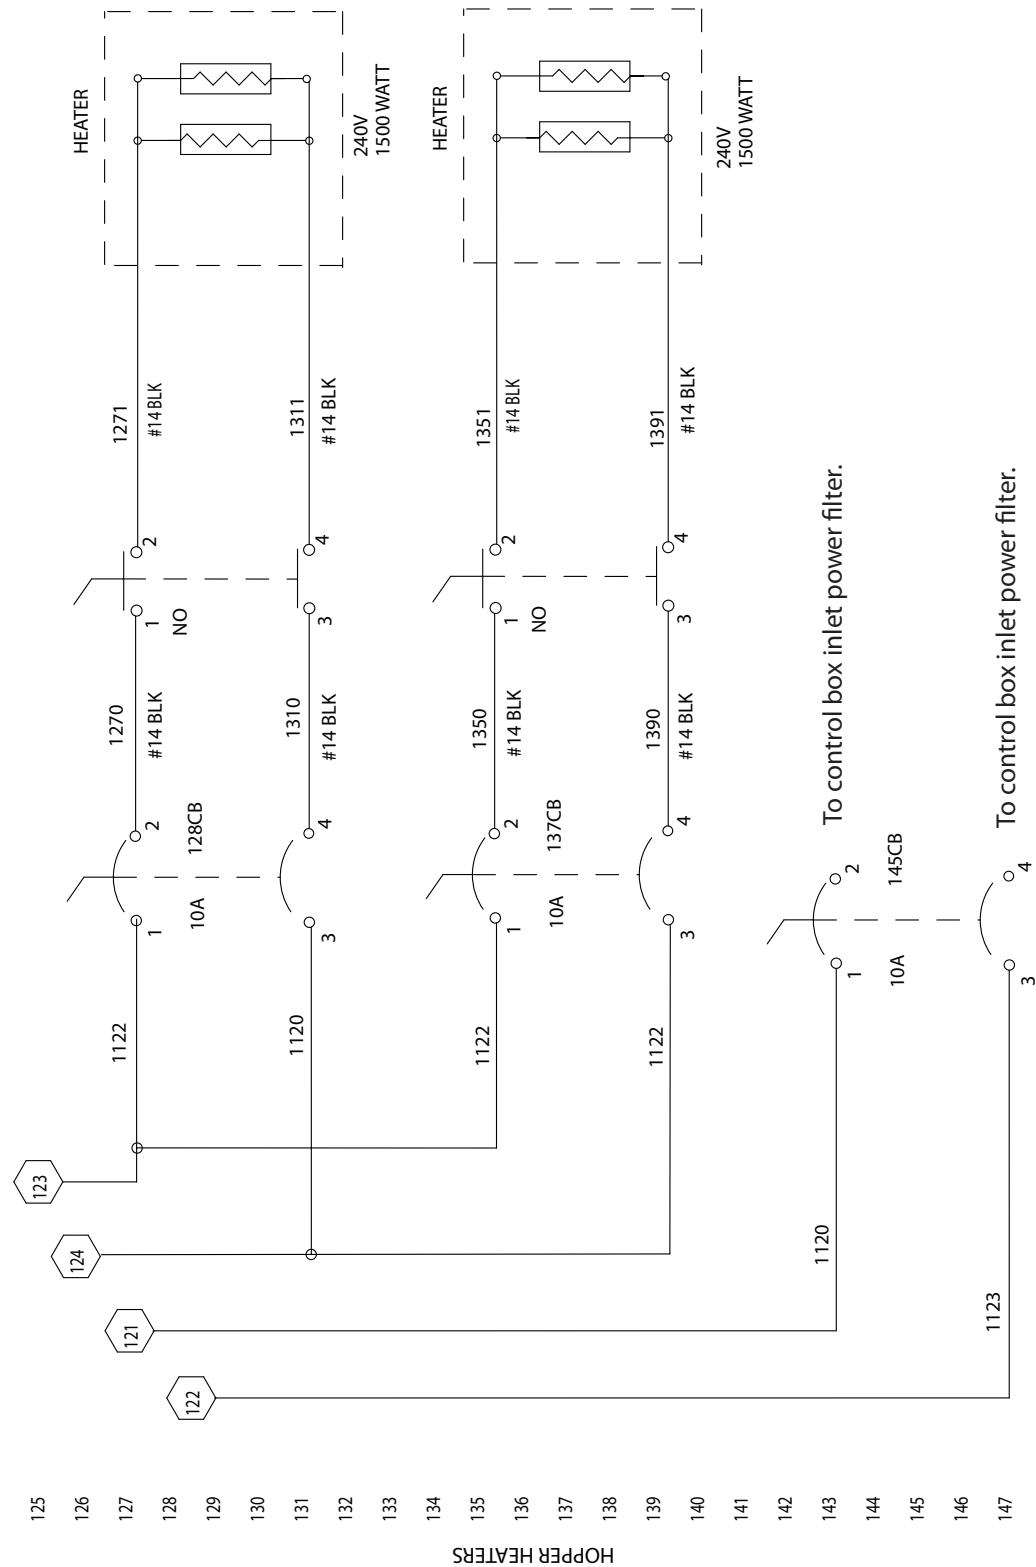 HOPPER HEATERS
125
126
127
128
129
130
131
132
133
134
135
136
137
138
139
140
141
142
143
144
145
146
147
123
124
121
122
1122
1
10A
2
128CB
1270
#14 BLK
1
NO
2
1271
#14 BLK
HEATER
240V
1500 WATT
1120
3
4
1310
#14 BLK
3
4
1311
#14 BLK
1122
1
10A
2
137CB
1350
#14 BLK
1
NO
2
1351
#14 BLK
HEATER
240V
1500 WATT
1122
3
4
1390
#14 BLK
3
4
1391
#14 BLK
1120
1
10A
2
145CB
To control box inlet power filter.
1123
3
4
To control box inlet power filter.